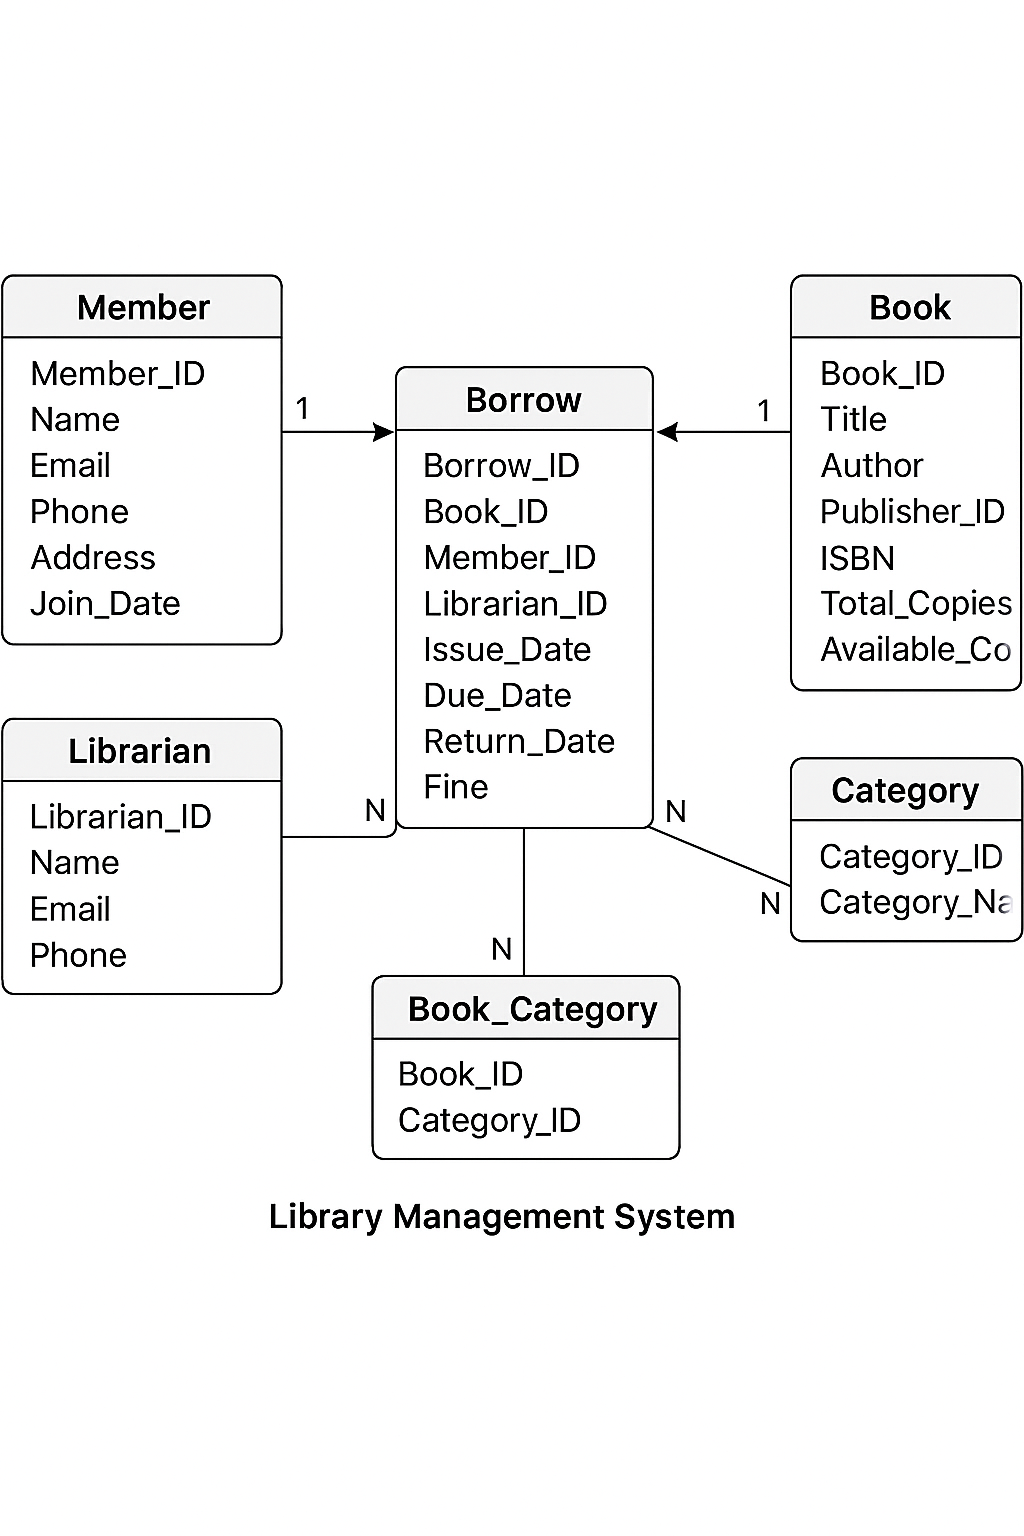 Member
Member_ID
Name
Email
Phone
Address
Join_Date
1
Borrow
Borrow_ID
Book_ID
Member_ID
Librarian_ID
Issue_Date
Due_Date
Return_Date
Fine
1
Book
Book_ID
Title
Author
Publisher_ID
ISBN
Total_Copies
Available_Co
Librarian
Librarian_ID
Name
Email
Phone
N
N
N
Category
Category_ID
Category_Na
N
Book_Category
Book_ID
Category_ID
Library Management System